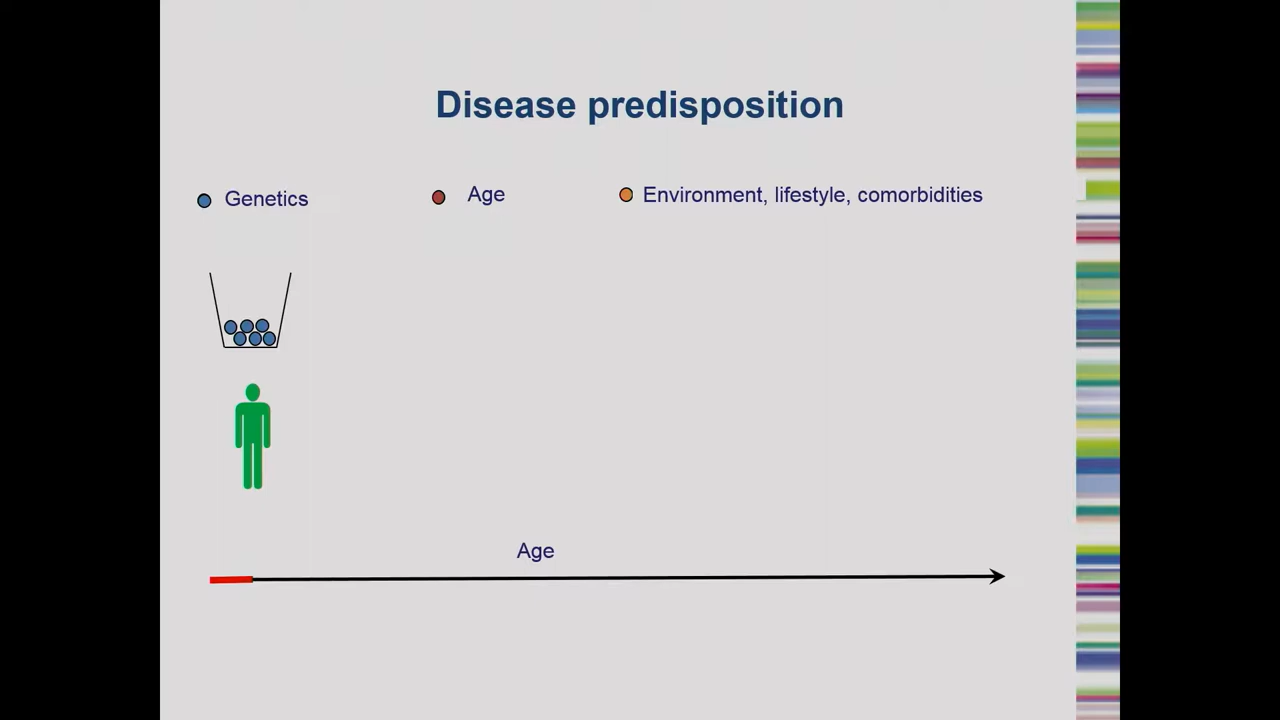 Disease predisposition
Genetics
Age
Environment, lifestyle, comorbidities
Age